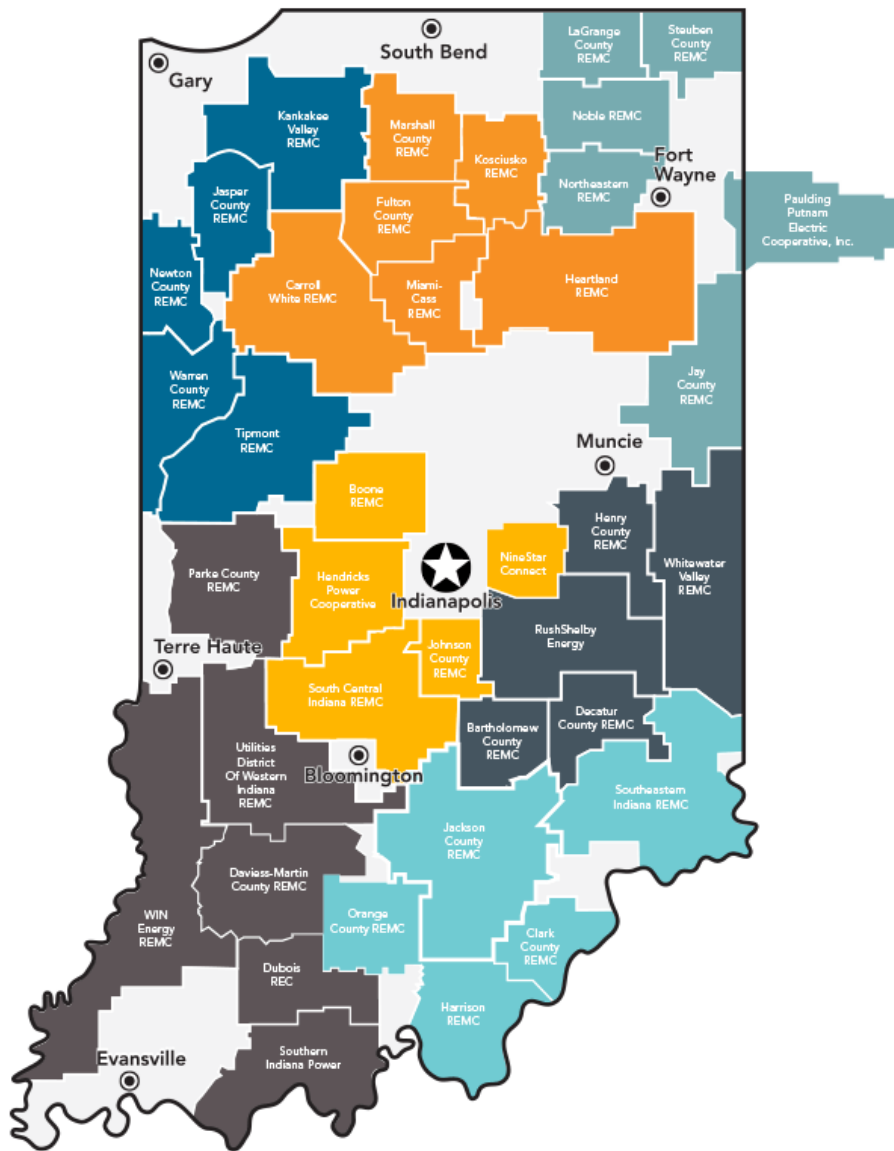 LaGrange
County
REMC
Steuben
County
REMC
South Bend
Gary
Kankakee
Valley
REMC
Marshall
County
REMC
Kosciusko
REMC
Noble REMC
Fort
Wayne
Northeastern
REMC
Paulding
Putnam
Electric
Cooperative, Inc.
Jasper
County
REMC
Fulton
County
REMC
Newton
County
REMC
Carroll
White REMC
Miami-
Cass
REMC
Heartland
REMC
Warren
County
REMC
Jay
County
REMC
Tipmont
REMC
Muncie
Boone
REMC
Henry
County
REMC
NineStar
Connect
Whitewater
Valley
REMC
Parke County
REMC
Hendricks
Power
Cooperative
Indianapolis
RushShelby
Energy
Terre Haute
Johnson
County
REMC
South Central
Indiana REMC
Decatur
County REMC
Bartholomew
County
REMC
Utilities
District
Of Western
Indiana
REMC
Bloomington
Southeastern
Indiana REMC
Jackson
County
REMC
Daviess-Martin
County REMC
WIN
Energy
REMC
Orange
County REMC
Clark
County
REMC
Dubois
REC
Harrison
REMC
Evansville
Southern
Indiana Power